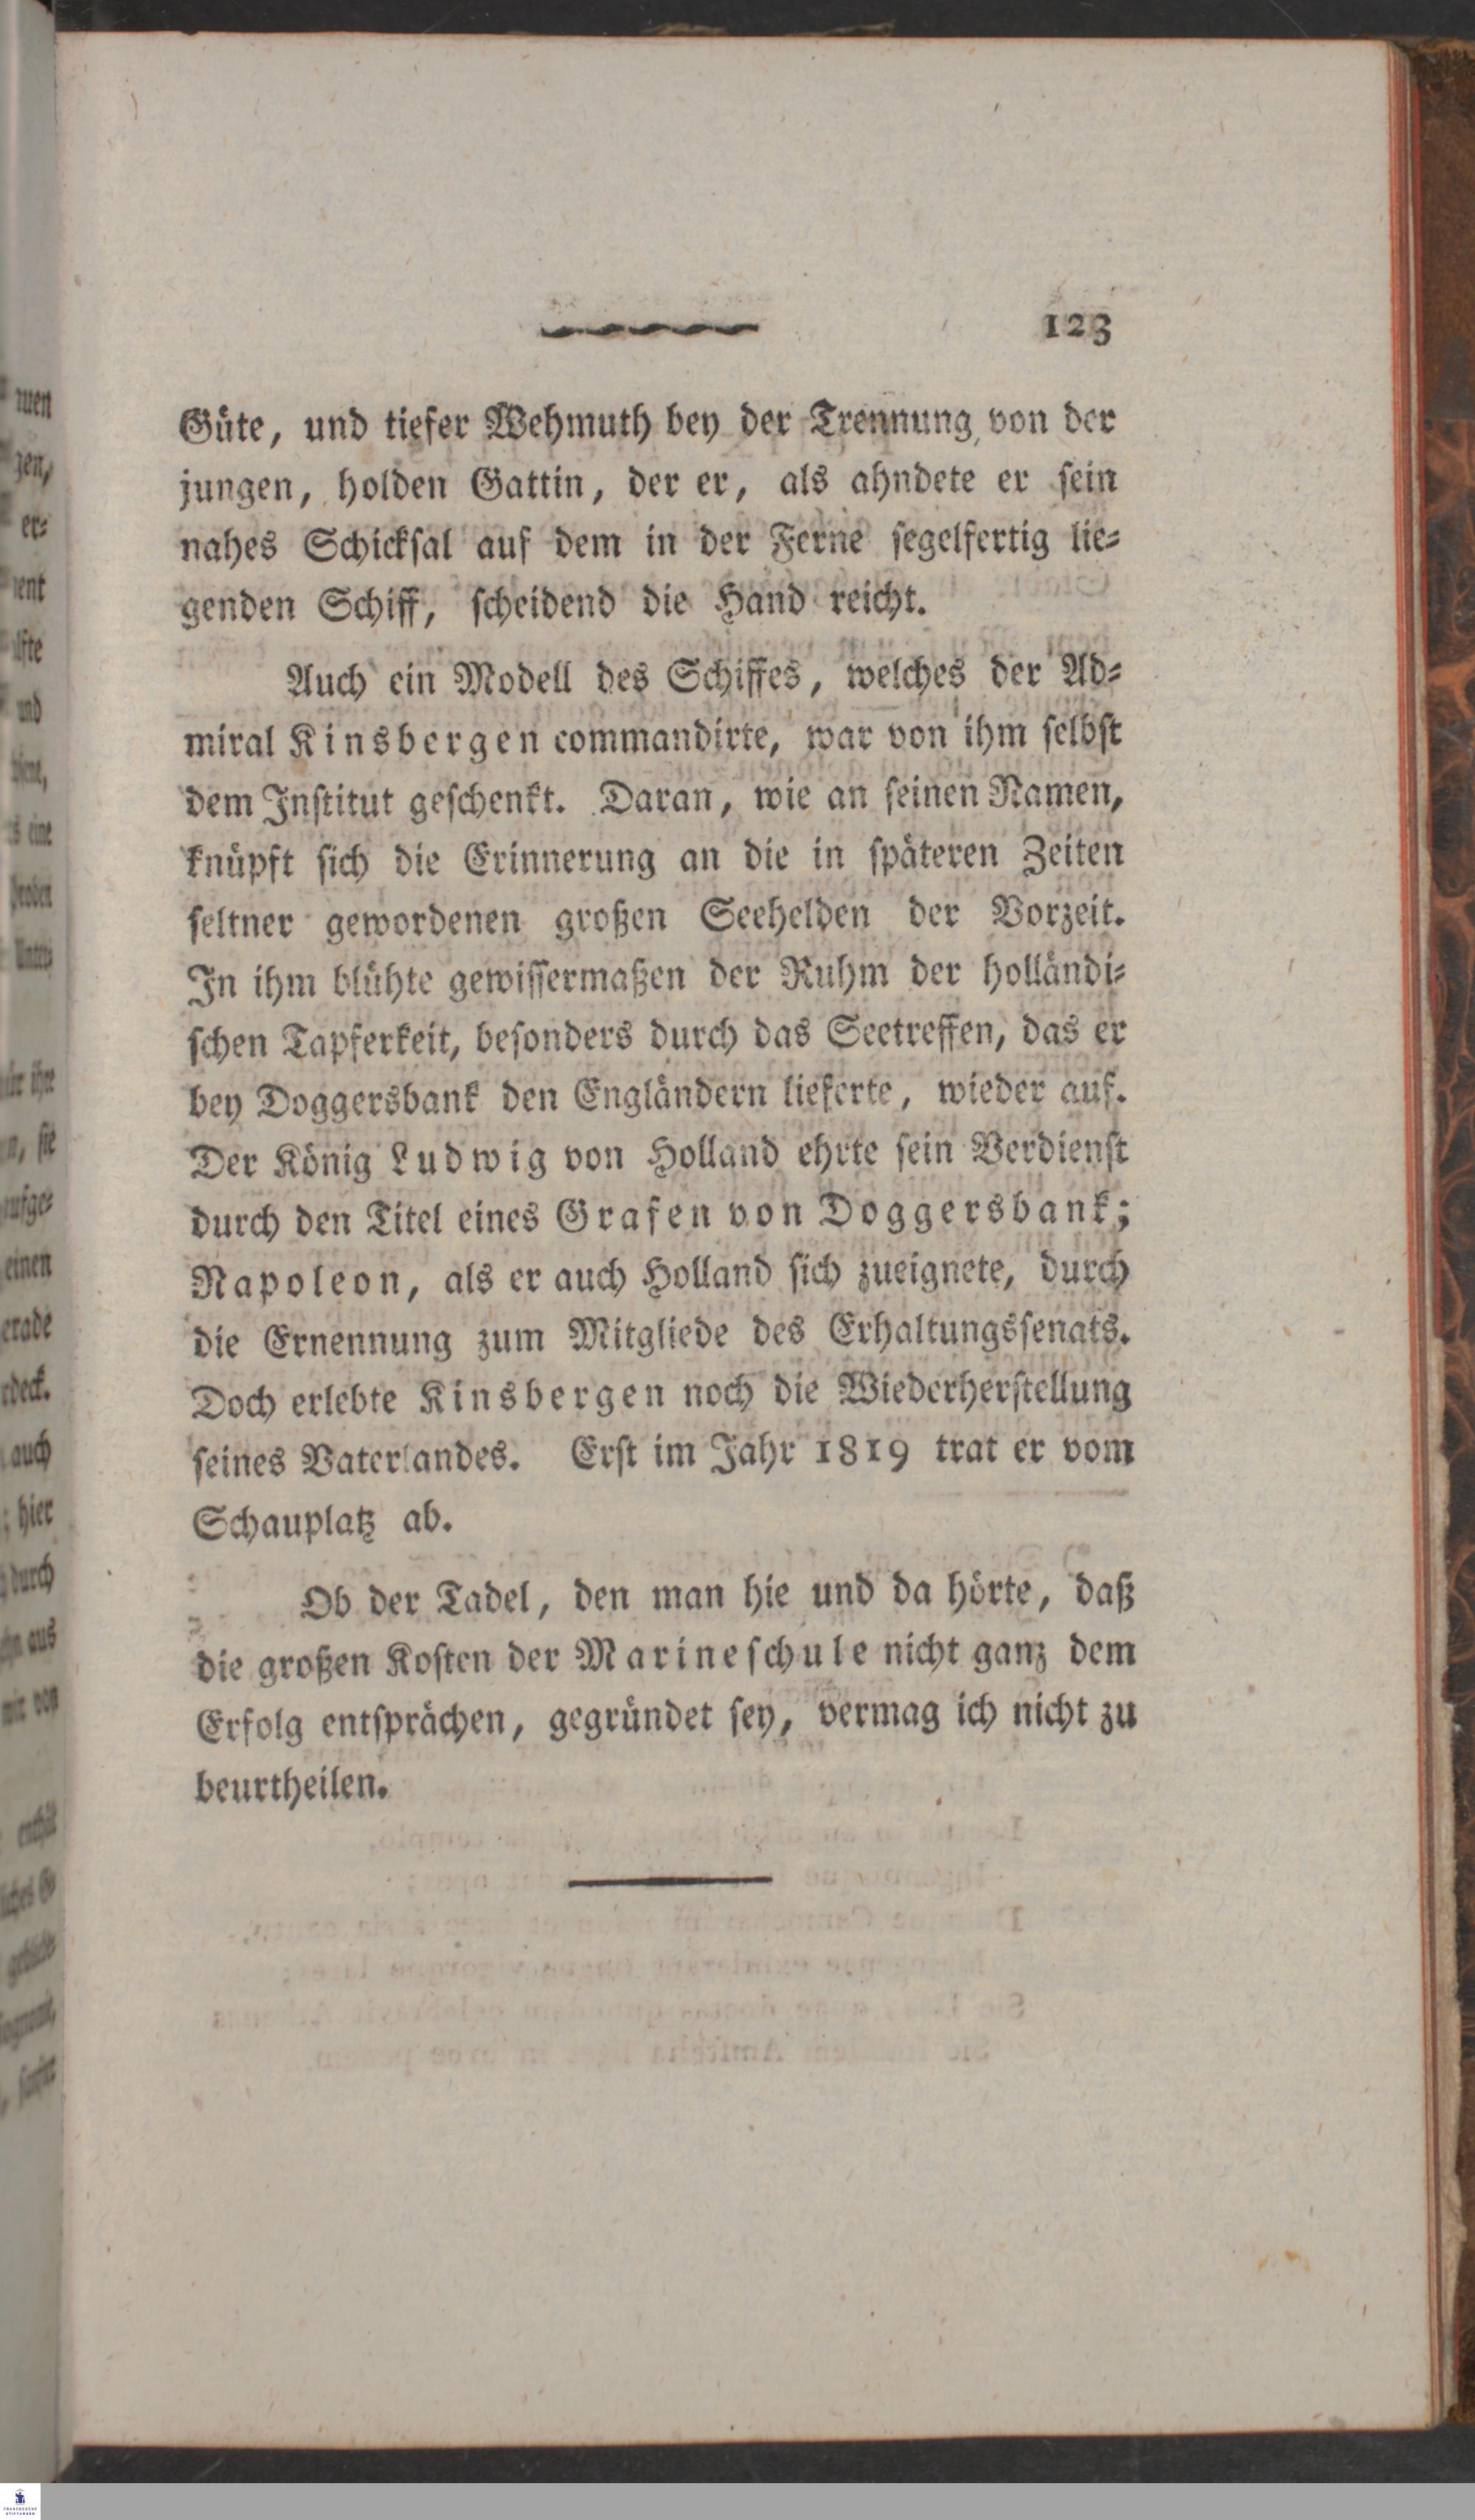 123
Güte, und tiefer Wehmuth bey der Trennung von der
jungen, holden Gattin, der er, als ahndete er ſein
nahes Schickſal auf dem in der Ferne ſegelfertig lie⸗
genden Schiff, ſcheidend die Hand reicht.
Auch ein Modell des Schiffes, welches der Ad⸗
miral Kinsbergen commandirte, war von ihm ſelbſt
dem Inſtitut geſchenkt. Daran, wie an ſeinen Namen,
knüpft ſich die Erinnerung an die in ſpäteren Zeiten
ſeltner gewordenen großen Seehelden der Vorzeit.
In ihm blühte gewiſſermaßen der Ruhm der holländi⸗
ſchen Tapferkeit, beſonders durch das Seetreffen, das er
bey Doggersbank den Engländern lieferte, wieder auf.
Der König Ludwig von Holland ehrte ſein Verdienſt
durch den Titel eines Grafen von Doggersbank;
Napoleon, als er auch Holland ſich zueignete, durch
die Ernennung zum Mitgliede des Erhaltungsſenats.
Doch erlebte Kinsbergen noch die Wiederherſtellung
ſeines Vaterlandes. Erſt im Jahr 1819 trat er vom
Schauplatz ab.
Ob der Tadel, den man hie und da hörte, daß
die großen Koſten der Marineſchule nicht ganz dem
Erfolg entſprächen, gegründet ſey, vermag ich nicht zu
beurtheilen.
FRANCKESCHE
STIFTUNGEN